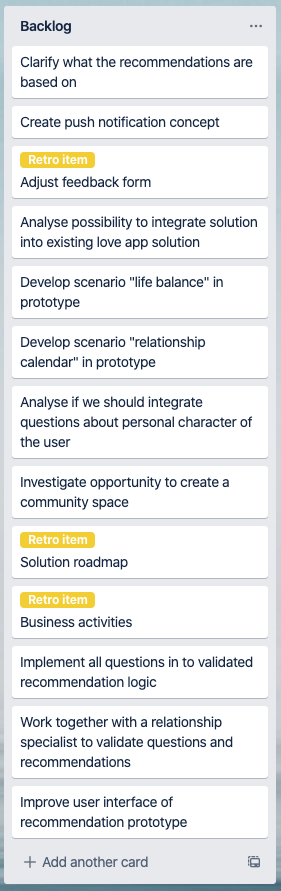 Backlog
Clarify what the recommendations are
based on
Create push notification concept
Retro item
Adjust feedback form
Analyse possibility to integrate solution
into existing love app solution
Develop scenario "life balance" in
prototype
Develop scenario "relationship
calendar" in prototype
Analyse if we should integrate
questions about personal character of
the user
Investigate opportunity to create a
community space
Retro item
Solution roadmap
Retro item
Business activities
Implement all questions in to validated
recommendation logic
Work together with a relationship
specialist to validate questions and
recommendations
Improve user interface of
recommendation prototype
Add another card